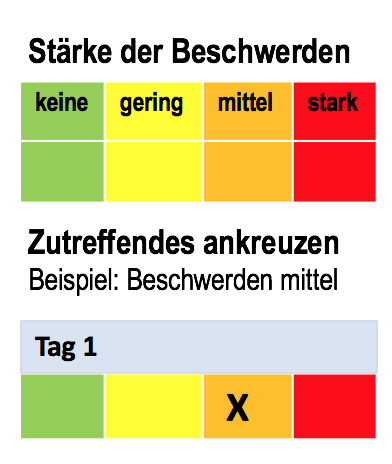 Stärke der Beschwerden
keine gering mittel stark
Zutreffendes ankreuzen
Beispiel: Beschwerden mittel
Tag 1
X